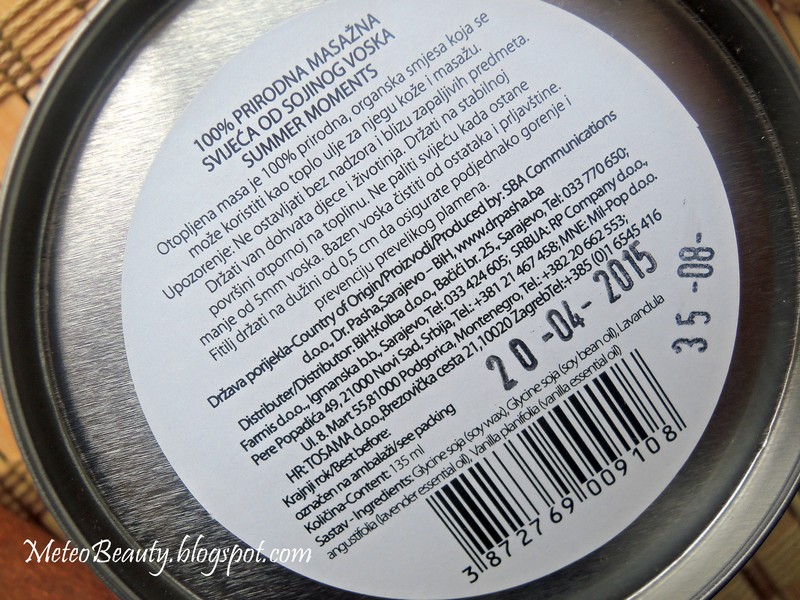 100% PRIRODNA MASAŽNA
SVIJEĆA OD SOJINOG VOSKA
SUMMER MOMENTS
Otopljena masa je 100% prirodna, organska smjesa koja se
može koristiti kao toplo ulje za njegu kože i masažu.
Upozorenje: Ne ostavljati bez nadzora i blizu zapaljivih predmeta.
Držati van dohvata djece i životinja. Držati na stabilnoj
površini otpornoj na toplinu. Ne paliti svijeću kada ostane
manje od 5mm voska. Bazen voska čistiti od ostataka i prljavštine.
Fitilj držati na dužini od 0.5 cm da osigurate podjednako gorenje i
prevenciju prevelikog plamena.
Država porijekla-Country of Origin/Proizvodi/Produced by:SBA Communications
d.o.o, Dr. Pasha, Sarajevo – BiH, www.drpasha.ba
Distributer/Distributor: BiH:Kolba d.o.o., Bačići br. 25, Sarajevo, Tel:033 770 650;
Farmis d.o.o.,, Igmanska b.b, Sarajevo, Tel: 033 424 605; SRBIJA: RP Company d.o.o,
Pere Popadića 49, 21000 Novi Sad, Srbija, Tel. +381 21 467 458; MNE: Mil-Pop d.o.o.
Ul. 8. Mart 55,81000 Podgorica, Montenegro, Tel. +382 20 662 553;
HR: TOSAMA d.o.o,Brezovička cesta 21,10020 ZagrebTel:+385 (0)1 6545 416
Krajnji rok/Best before:
označen na ambalaži/see packing
20-04-2015
35-08-
Količina-Content: 135 ml
Sastav - Ingredients: Glycine soja (soy wax), Glycine soja (soy bean oil), Lavandula
angustifolia (lavender essential oil), Vanilla planifolia (vanilla essential oil)
3 872769 009108
MeteoBeauty.blogspot.com